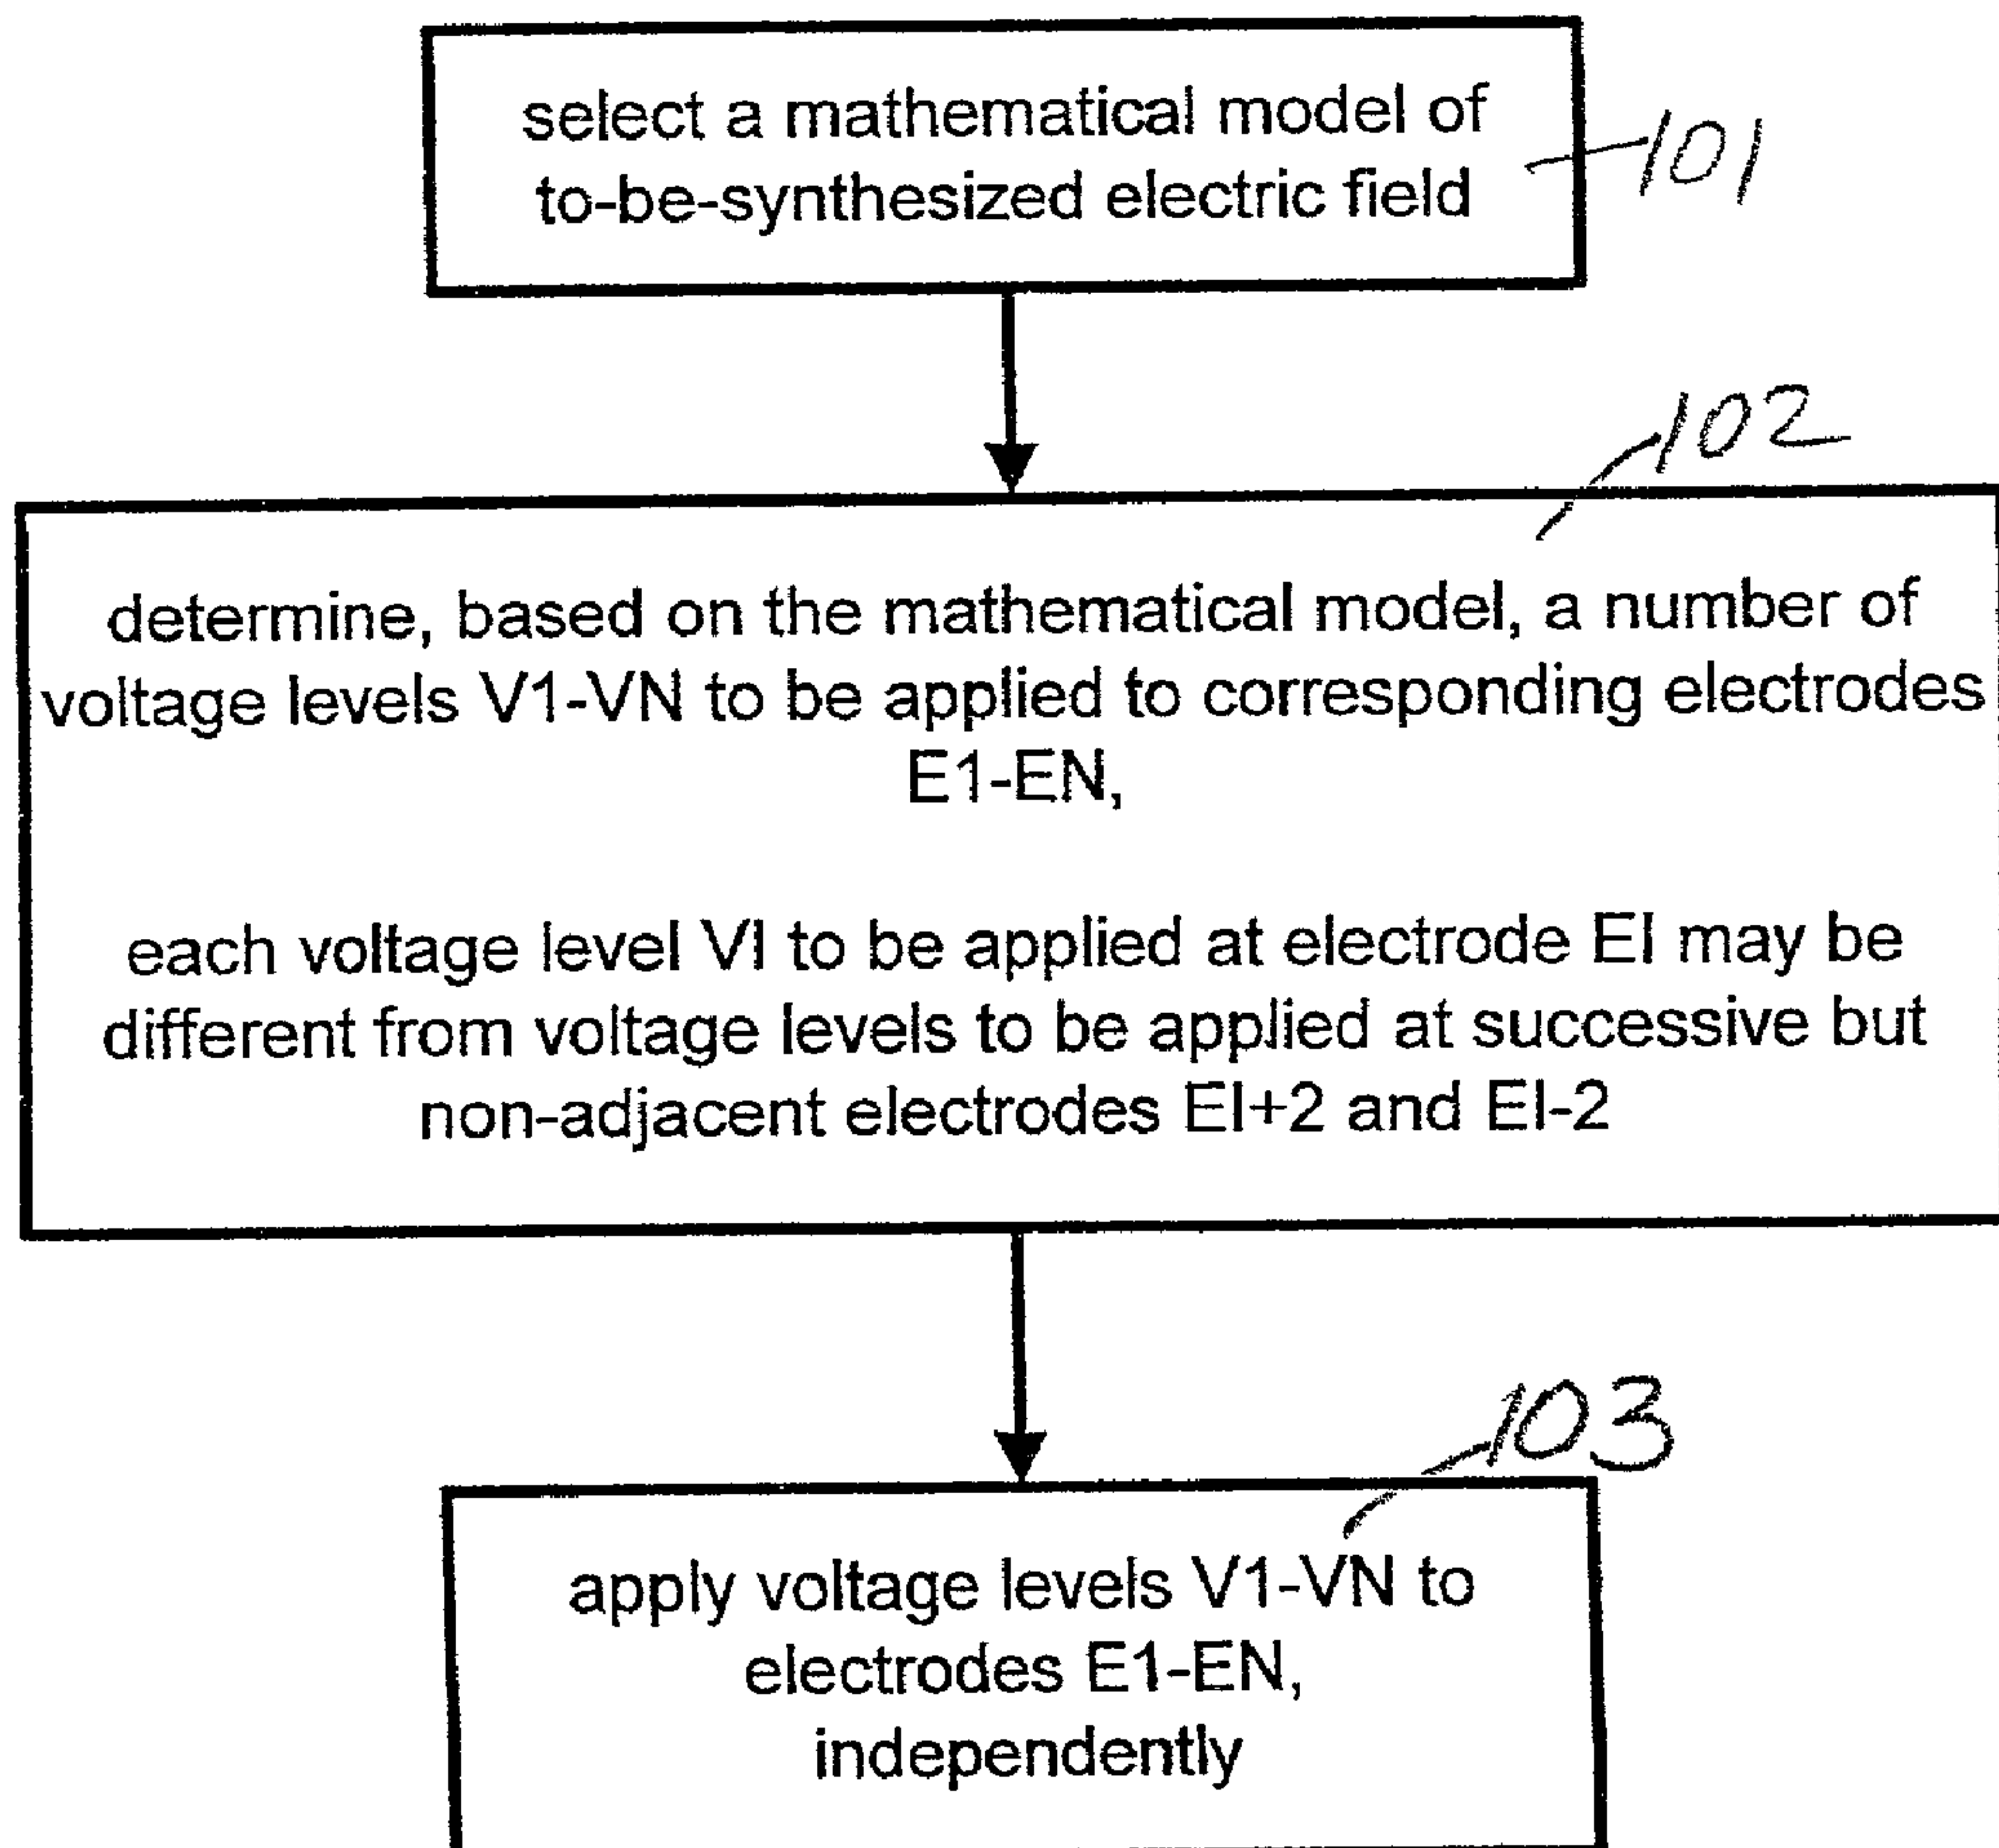 select a mathematical model of
to-be-synthesized electric field
101
102
determine, based on the mathematical model, a number of
voltage levels V1-VN to be applied to corresponding electrodes
E1-EN,
each voltage level VI to be applied at electrode EI may be
different from voltage levels to be applied at successive but
non-adjacent electrodes EI+2 and EI-2
103
apply voltage levels V1-VN to
electrodes E1-EN,
independently